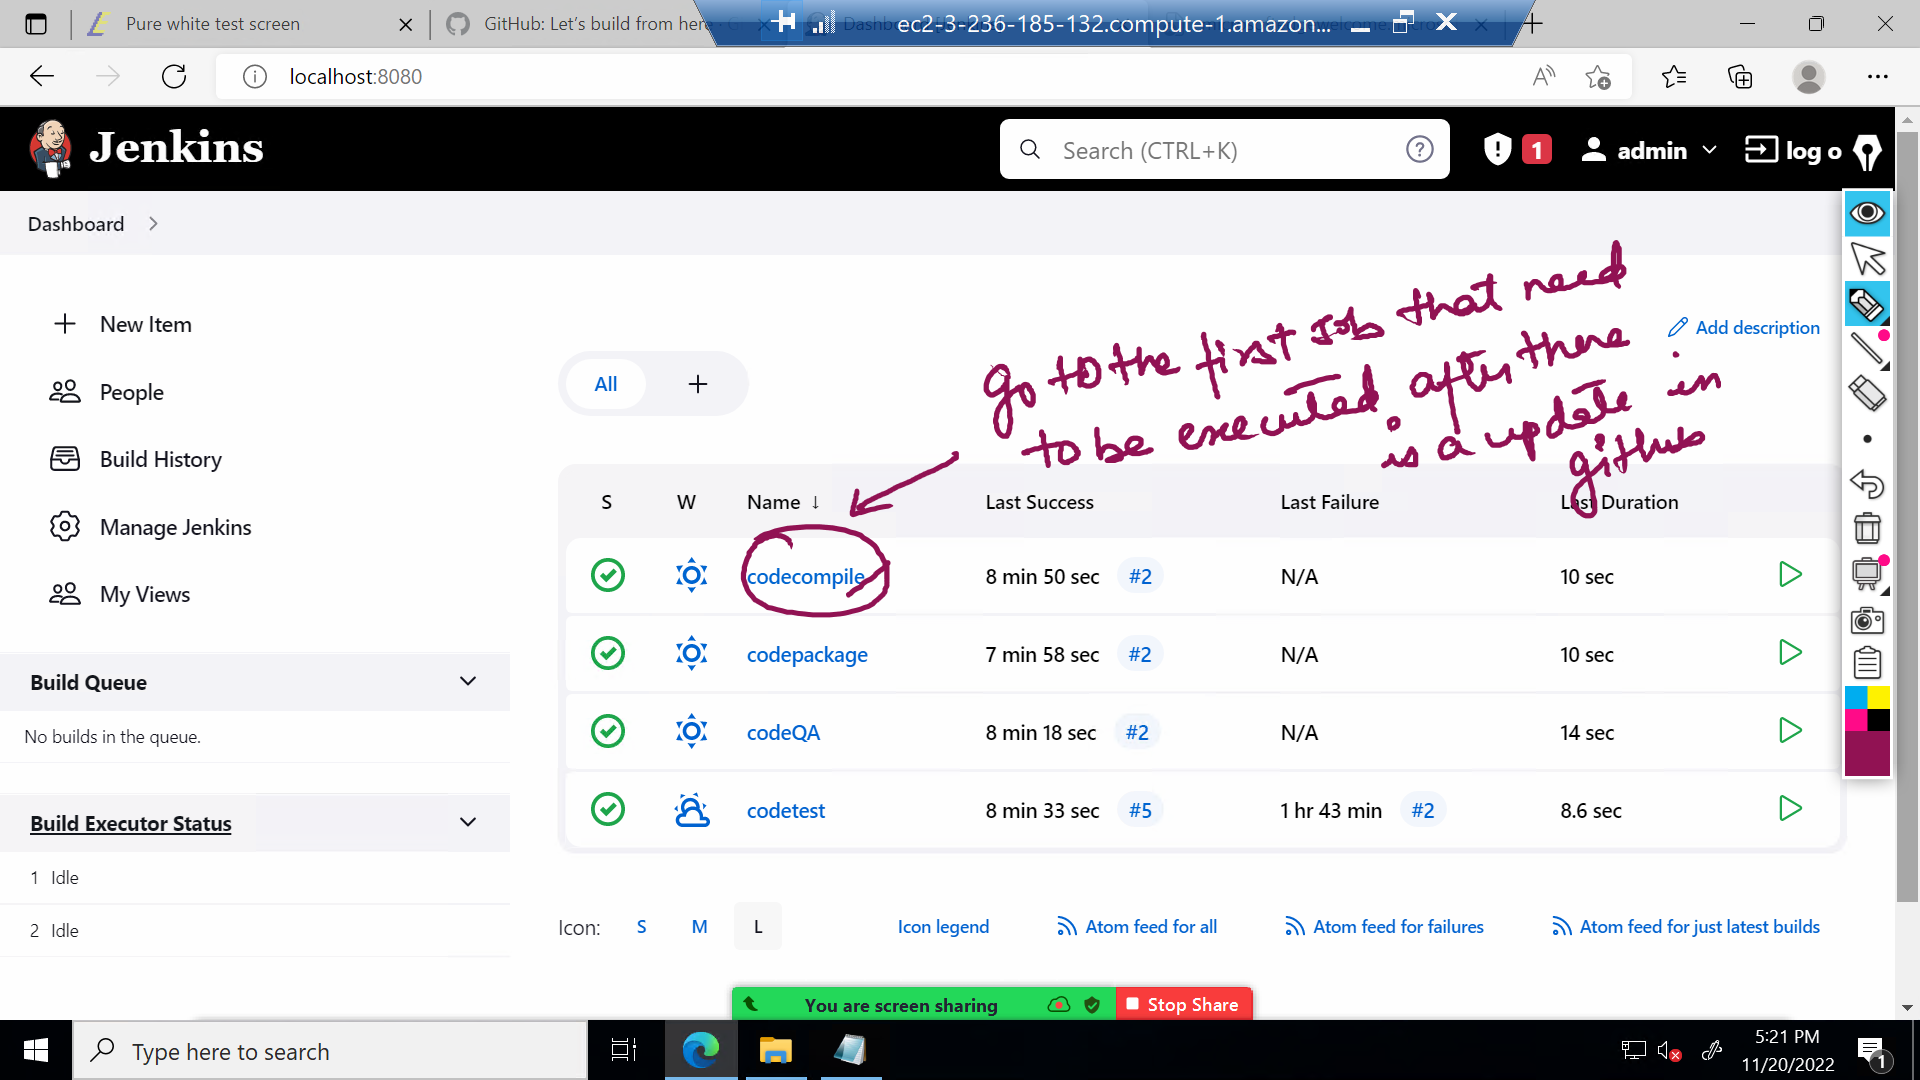 Pure white test screen
GitHub: Let's build from here
ec2-3-236-185-132.compute-1.amazon...
localhost:8080
Jenkins
Search (CTRL+K)
1
admin
log o
Dashboard
New Item
People
Build History
Manage Jenkins
My Views
Build Queue
No builds in the queue.
Build Executor Status
1 Idle
2 Idle
go to the first Job that need
to be executed. after there
is a update in
github
Add description
All
S W Name ↓ Last Success Last Failure Last Duration
codecompile 8 min 50 sec #2 N/A 10 sec
codepackage 7 min 58 sec #2 N/A 10 sec
codeQA 8 min 18 sec #2 N/A 14 sec
codetest 8 min 33 sec #5 1 hr 43 min #2 8.6 sec
Icon: S M L Icon legend Atom feed for all Atom feed for failures Atom feed for just latest builds
You are screen sharing Stop Share
Type here to search
5:21 PM
11/20/2022
1